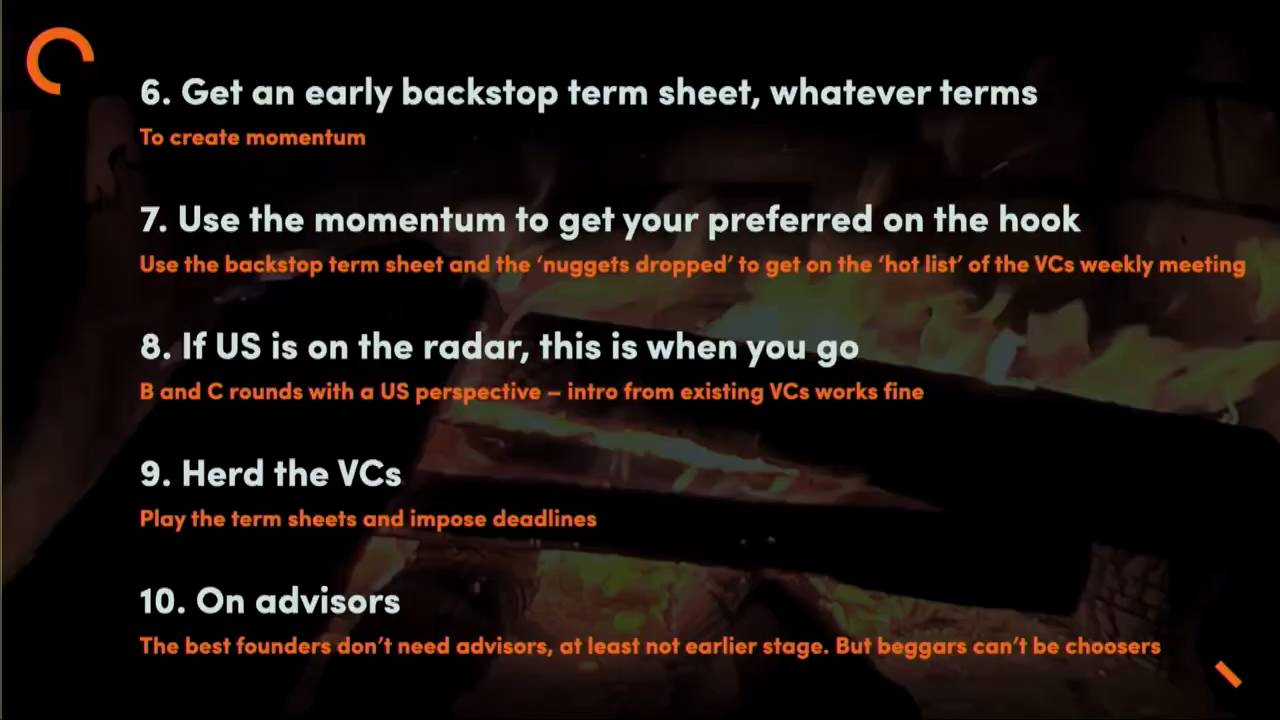 6. Get an early backstop term sheet, whatever terms
To create momentum
7. Use the momentum to get your preferred on the hook
Use the backstop term sheet and the ‘nuggets dropped’ to get on the ‘hot list’ of the VCs weekly meeting
8. If US is on the radar, this is when you go
B and C rounds with a US perspective – intro from existing VCs works fine
9. Herd the VCs
Play the term sheets and impose deadlines
10. On advisors
The best founders don’t need advisors, at least not earlier stage. But beggars can’t be choosers